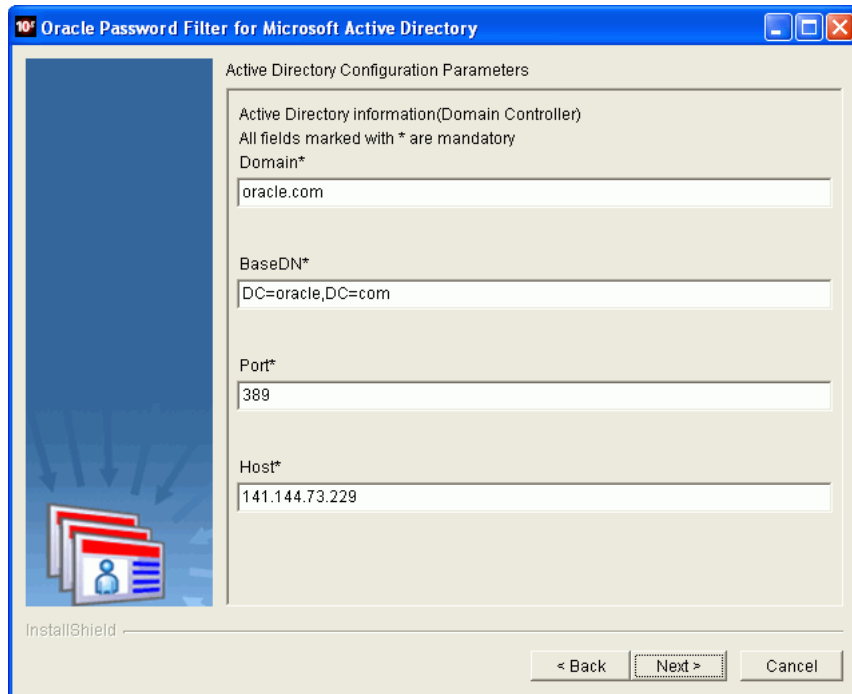 10g Oracle Password Filter for Microsoft Active Directory
Active Directory Configuration Parameters
Active Directory information(Domain Controller)
All fields marked with * are mandatory
Domain*
oracle.com
BaseDN*
DC=oracle,DC=com
Port*
389
Host*
141.144.73.229
InstallShield
< Back Next > Cancel